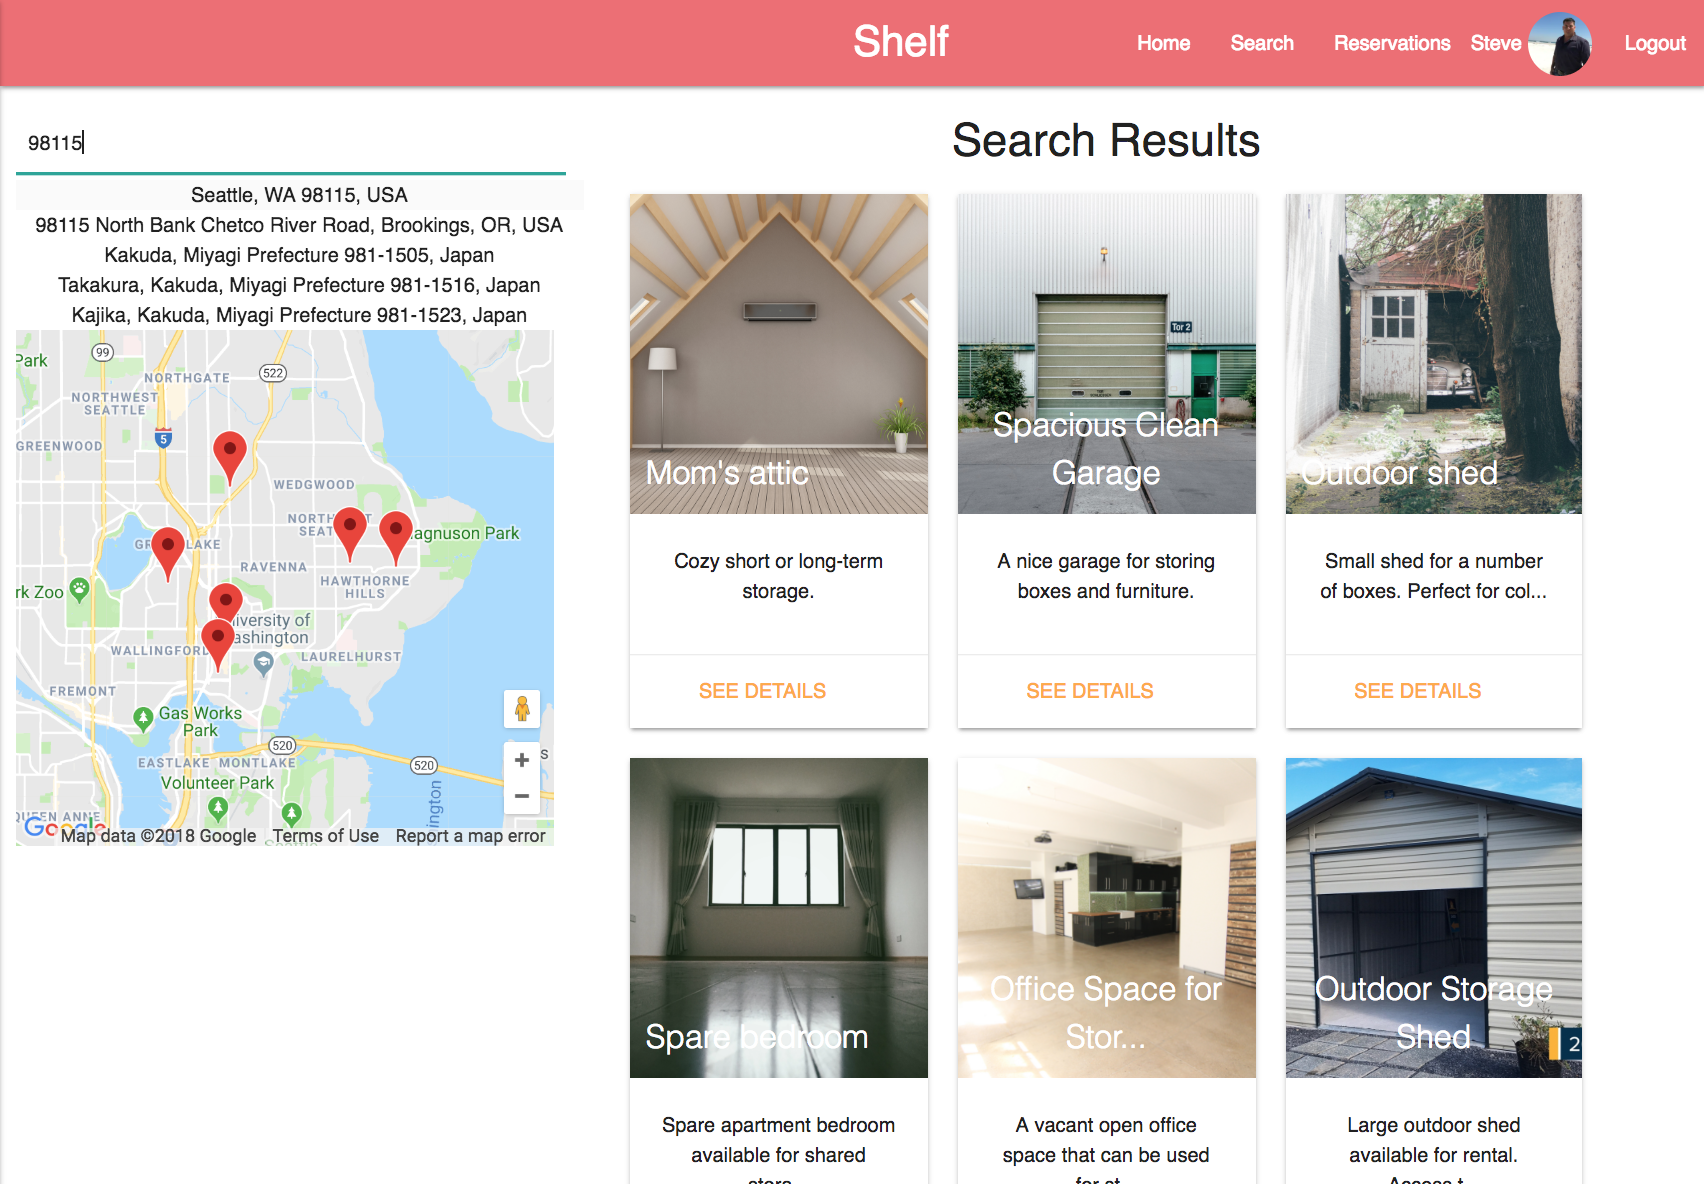 Shelf
Home
Search
Reservations
Steve
Logout
98115
Seattle, WA 98115, USA
98115 North Bank Chetco River Road, Brookings, OR, USA
Kakuda, Miyagi Prefecture 981-1505, Japan
Takakura, Kakuda, Miyagi Prefecture 981-1516, Japan
Kajika, Kakuda, Miyagi Prefecture 981-1523, Japan
Park
99
NORTHGATE
522
NORTHWEST
SEATTLE
GREENWOOD
5
WEDGWOOD
agnuson Park
LAKE
RAVENNA
HAWTHORNE
HILLS
rk Zoo
iversity of
ashington
WALLINGFORD
LAURELHURST
FREMONT
Gas Works
Park
520
EASTLAKE
MONTLAKE
520
Volunteer Park
ington
QUEEN ANNE
Google
Map data ©2018 Google
Terms of Use
Report a map error
Search Results
Tor 2
Mom's attic
Spacious Clean
Garage
Outdoor shed
Cozy short or long-term
storage.
A nice garage for storing
boxes and furniture.
Small shed for a number
of boxes. Perfect for col...
SEE DETAILS
SEE DETAILS
SEE DETAILS
Spare bedroom
Office Space for
Stor...
Outdoor Storage
Shed
2
Spare apartment bedroom
available for shared
A vacant open office
space that can be used
for st...
Large outdoor shed
available for rental.
Access t...